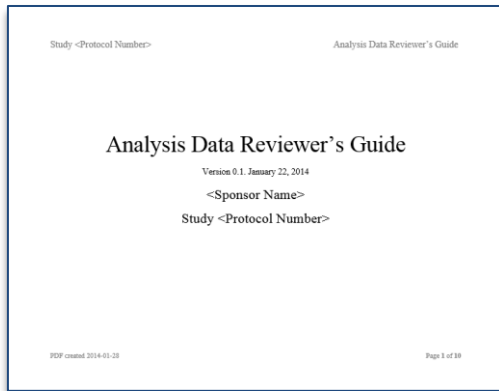 Study <Protocol Number> Analysis Data Reviewer's Guide
Analysis Data Reviewer's Guide
Version 0.1. January 22, 2014
<Sponsor Name>
Study <Protocol Number>
PDF created 2014-01-28 Page 1 of 10